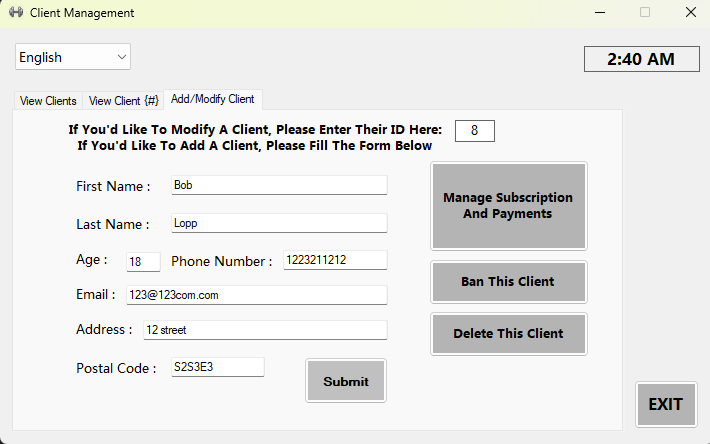 Client Management
English
2:40 AM
View Clients
View Client {#}
Add/Modify Client
If You'd Like To Modify A Client, Please Enter Their ID Here:
8
If You'd Like To Add A Client, Please Fill The Form Below
First Name :
Bob
Manage Subscription
And Payments
Last Name :
Lopp
Age :
18
Phone Number :
1223211212
Ban This Client
Email :
123@123com.com
Address :
12 street
Delete This Client
Postal Code :
S2S3E3
Submit
EXIT